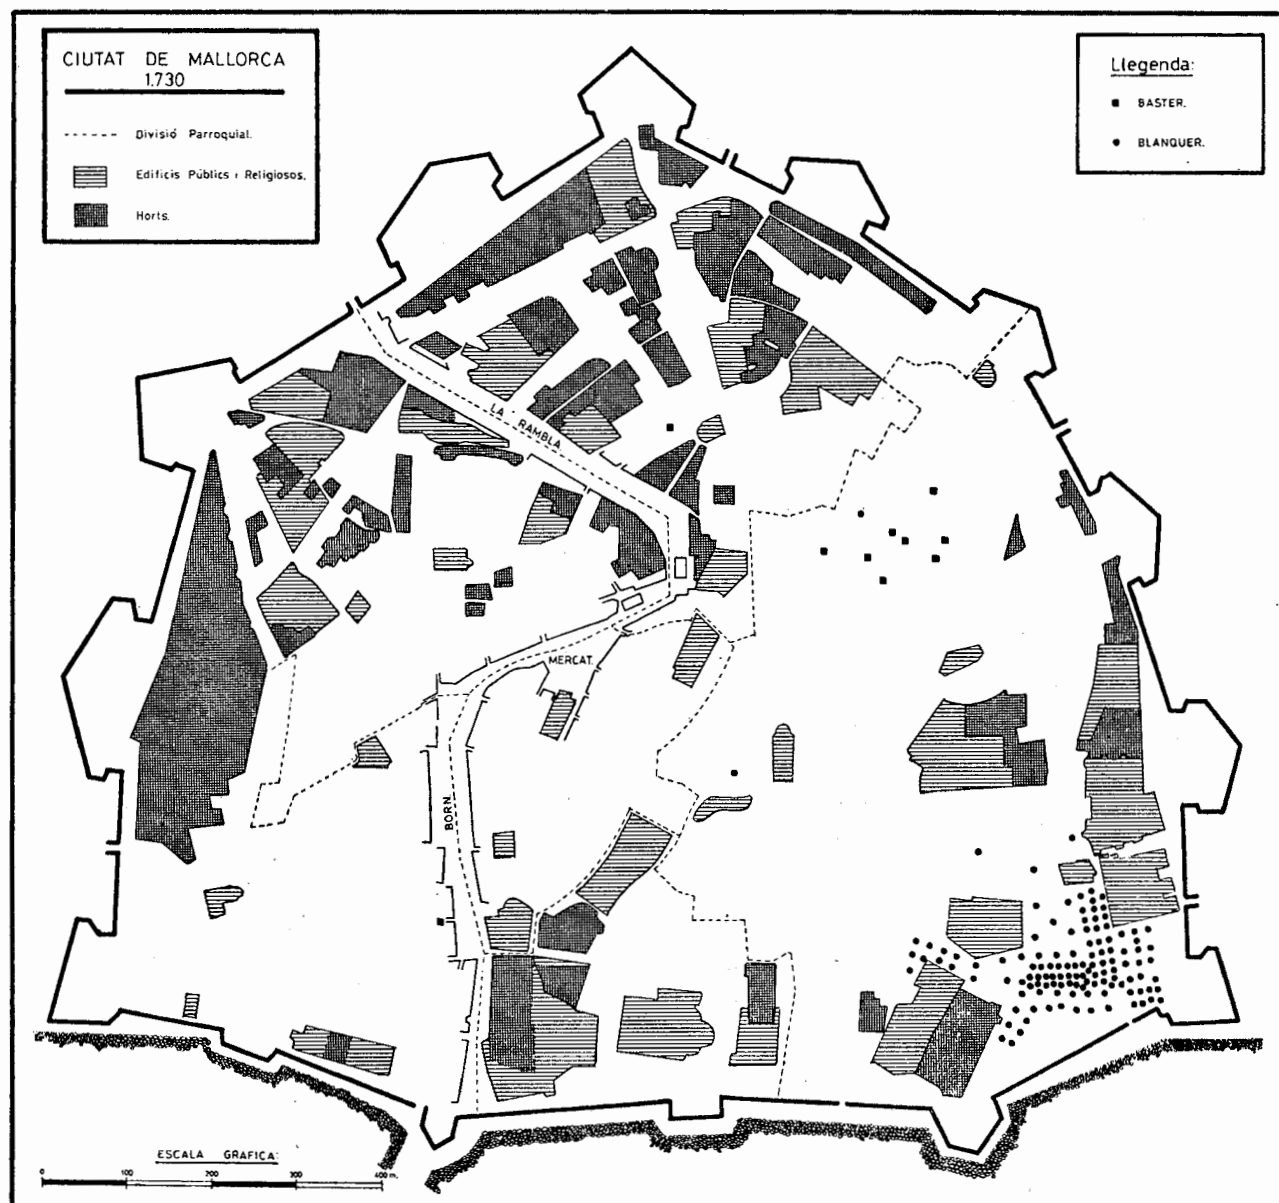 CIUTAT DE MALLORCA
1.730
Divisió Parroquial.
Edificis Públics i Religiosos.
Horts.
Llegenda:
BASTER.
BLANQUER.
LA RAMBLA
MERCAT.
BORN.
ESCALA GRAFICA:
0 100 200 300 400 m.